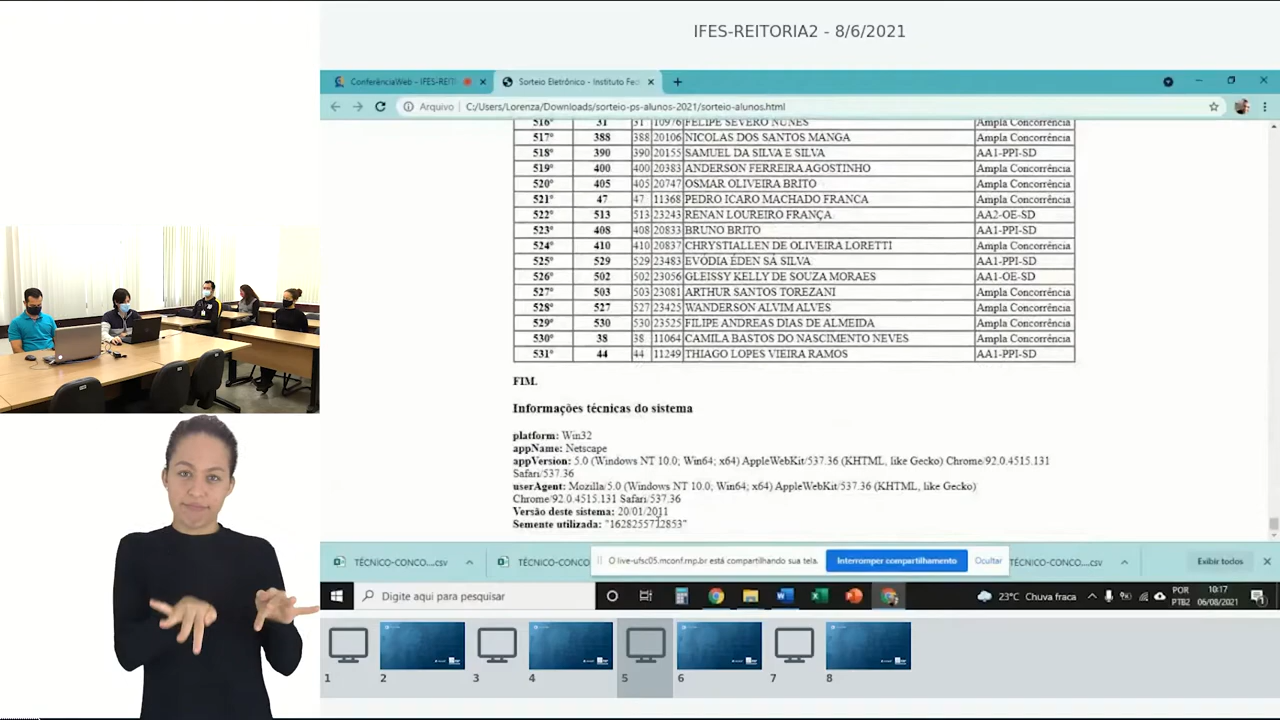 IFES-REITORIA2 - 8/6/2021
ConferênciaWeb - IFES-REIT
Sorteio Eletrônico - Instituto Fed
Arquivo | C:/Users/Lorenza/Downloads/sorteio-ps-alunos-2021/sorteio-alunos.html
516º 31 31 10976 FELIPE SEVERO NUNES Ampla Concorrência
517º 388 388 20106 NICOLAS DOS SANTOS MANGA Ampla Concorrência
518º 390 390 20155 SAMUEL DA SILVA E SILVA AA1-PPI-SD
519º 400 400 20383 ANDERSON FERREIRA AGOSTINHO Ampla Concorrência
520º 405 405 20747 OSMAR OLIVEIRA BRITO Ampla Concorrência
521º 47 47 11368 PEDRO ICARO MACHADO FRANCA Ampla Concorrência
522º 513 513 23243 RENAN LOUREIRO FRANÇA AA2-OE-SD
523º 408 408 20833 BRUNO BRITO AA1-PPI-SD
524º 410 410 20837 CHRYSTIALLEN DE OLIVEIRA LORETTI Ampla Concorrência
525º 529 529 23483 EVÓDIA ÉDEN SÁ SILVA AA1-PPI-SD
526º 502 502 23056 GLEISSY KELLY DE SOUZA MORAES AA1-OE-SD
527º 503 503 23081 ARTHUR SANTOS TOREZANI Ampla Concorrência
528º 527 527 23425 WANDERSON ALVIM ALVES Ampla Concorrência
529º 530 530 23525 FILIPE ANDREAS DIAS DE ALMEIDA Ampla Concorrência
530º 38 38 11064 CAMILA BASTOS DO NASCIMENTO NEVES Ampla Concorrência
531º 44 44 11249 THIAGO LOPES VIEIRA RAMOS AA1-PPI-SD
FIM.
Informações técnicas do sistema
platform: Win32
appName: Netscape
appVersion: 5.0 (Windows NT 10.0; Win64; x64) AppleWebKit/537.36 (KHTML, like Gecko) Chrome/92.0.4515.131
Safari/537.36
userAgent: Mozilla/5.0 (Windows NT 10.0; Win64; x64) AppleWebKit/537.36 (KHTML, like Gecko)
Chrome/92.0.4515.131 Safari/537.36
Versão deste sistema: 20/01/2011
Semente utilizada: "1628255712853"
TÉCNICO-CONCO....csv
O live-ufsc05.mconf.rnp.br está compartilhando sua tela.
Interromper compartilhamento
Ocultar
TÉCNICO-CONCO....csv
Exibir todos
Digite aqui para pesquisar
23°C Chuva fraca
POR
PTB2
10:17
06/08/2021
1 2 3 4 5 6 7 8